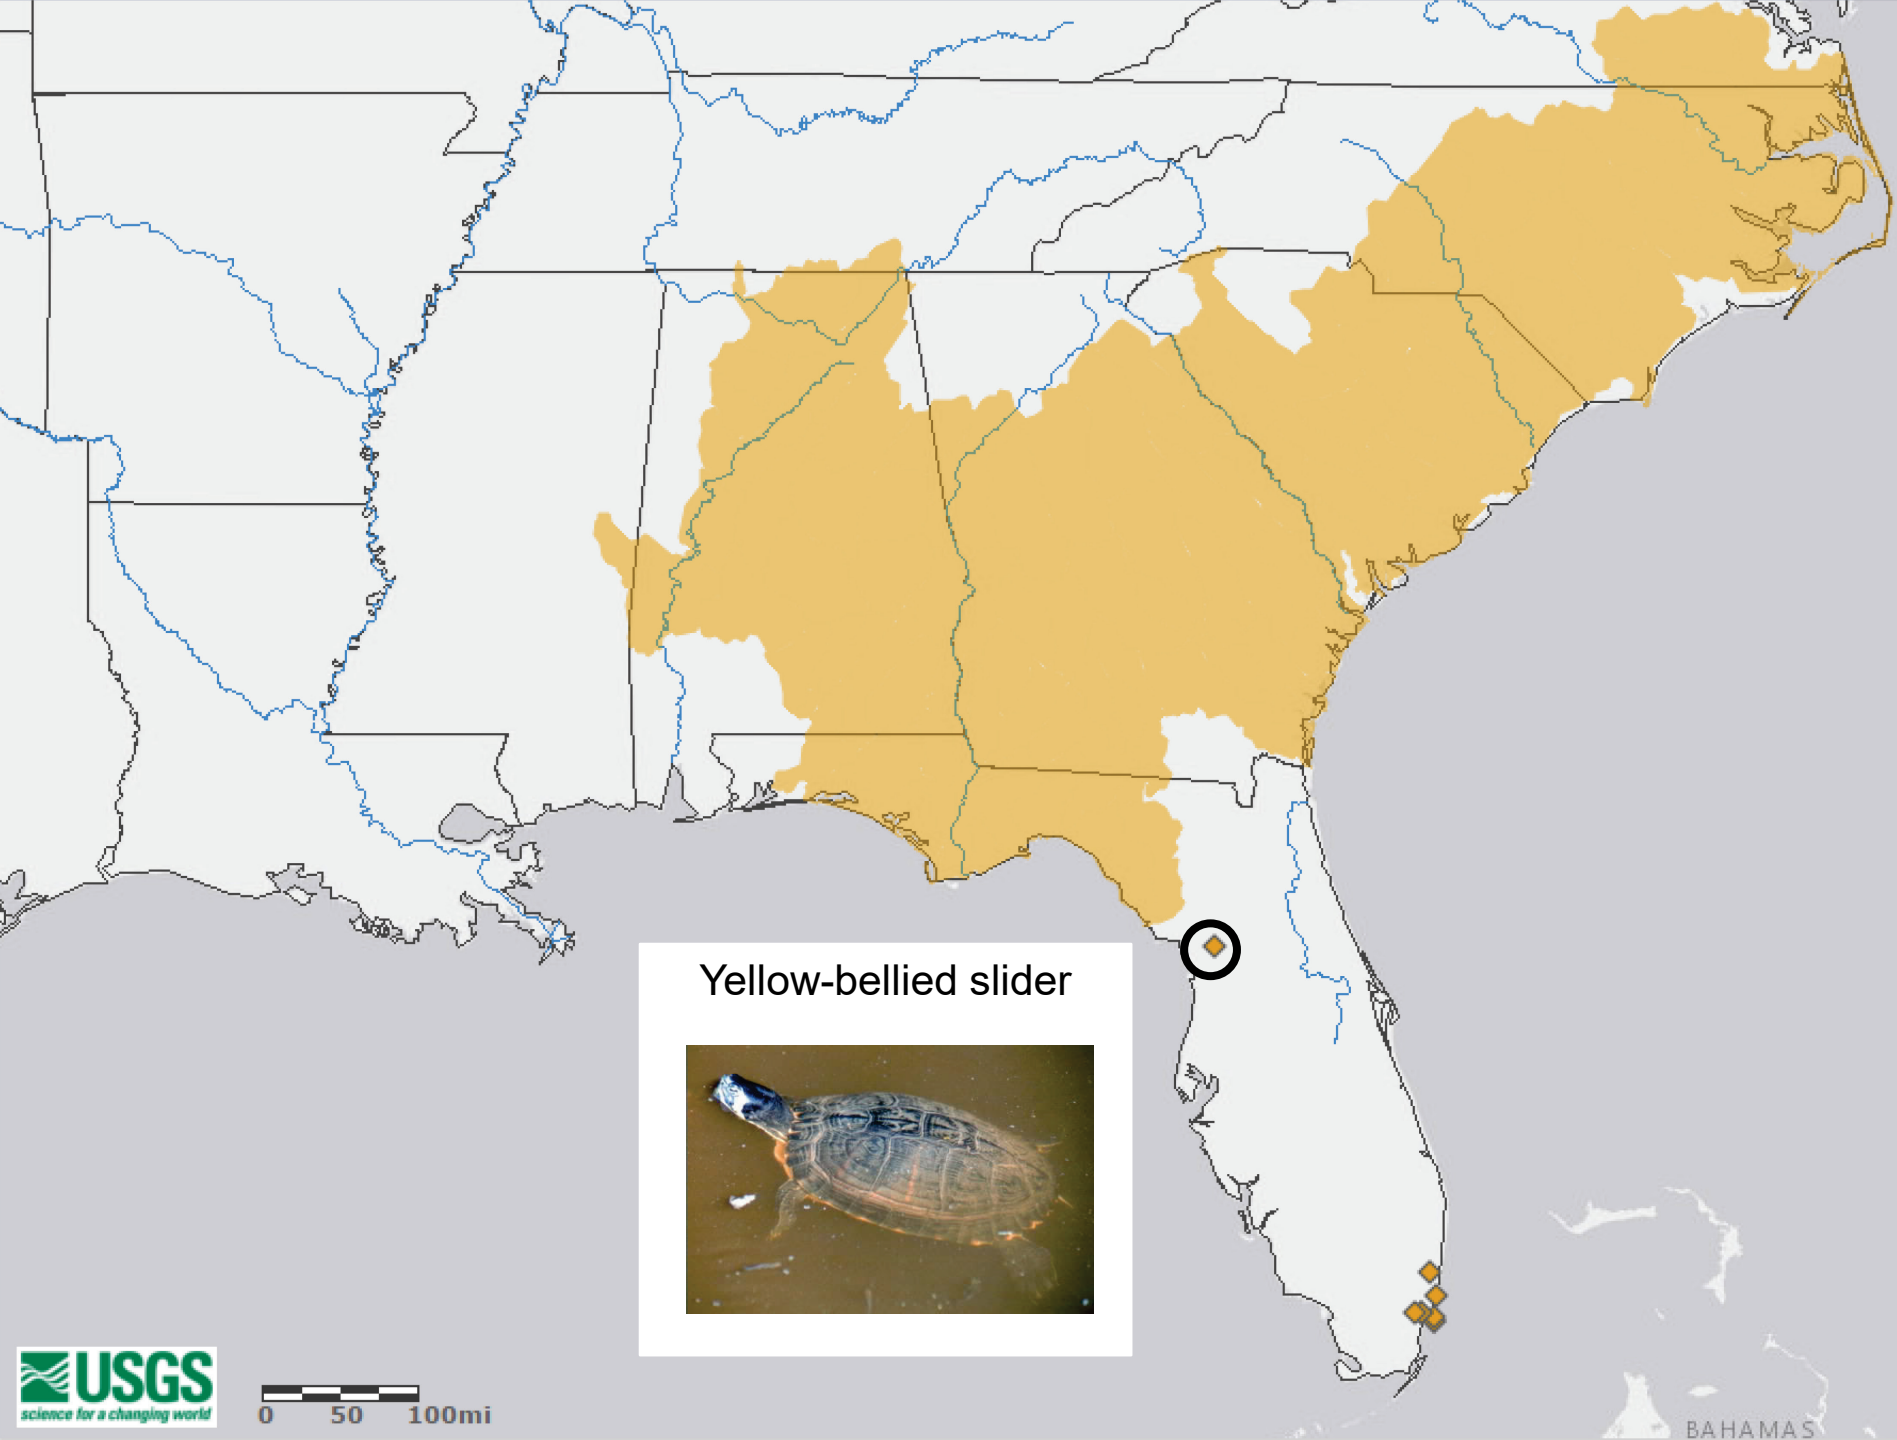 Yellow-bellied slider
USGS
science for a changing world
0 50 100mi
BAHAMAS